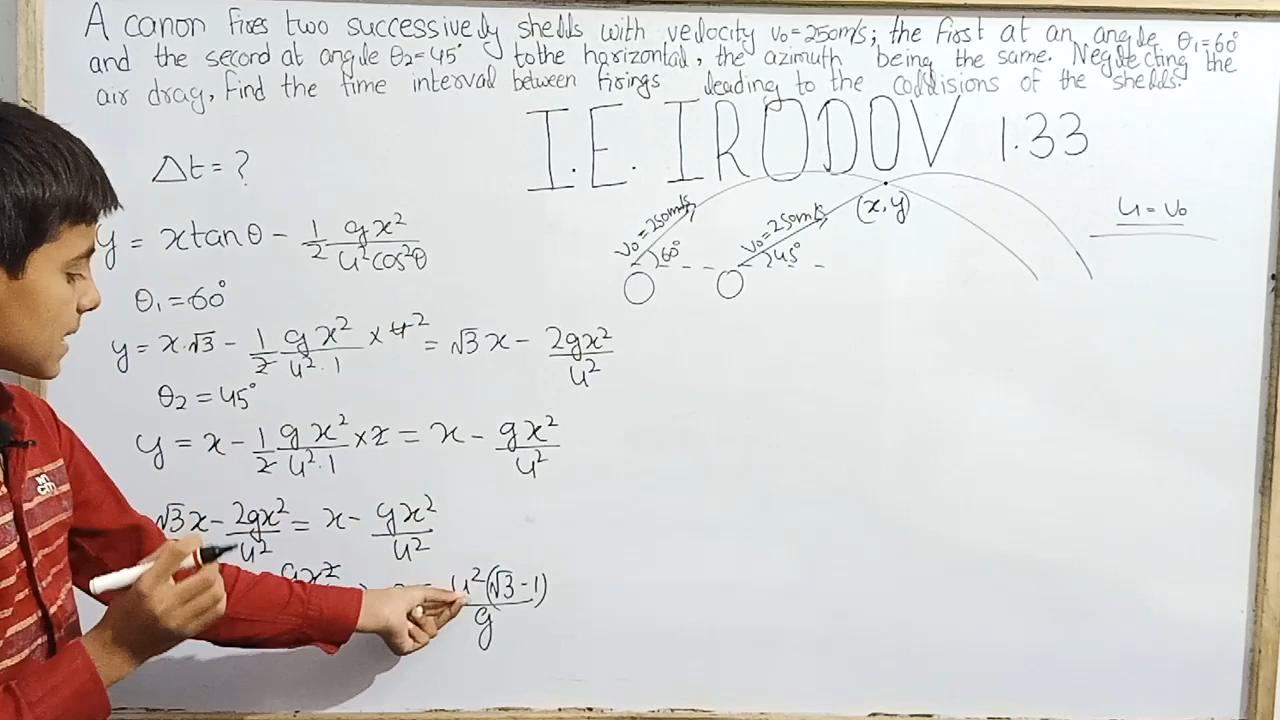 A canon fires two successively shells with velocity v₀ = 250m/s; the first at an angle θ₁=60°
and the second at angle θ2=45° to the harizontal, the azimuth being the same. Neglecting the
air drag, find the time interval between firings leading to the collisions of the shells.
I.E. IRODOV 1.33
Δt = ?
v₀ = 250m/s
60°
v₀ = 250m/s
45°
(x, y)
u = v₀
y = x tanθ - 1/2 gx²/u²cos²θ
θ₁ = 60°
y = x·√3 - 1/2 gx²/u²·1 × 4² = √3 x - 2gx²/u²
θ₂ = 45°
y = x - 1/2 gx²/u²·1 × 2 = x - gx²/u²
√3x - 2gx²/u² = x - gx²/u²
gx² u²(√3-1)/g